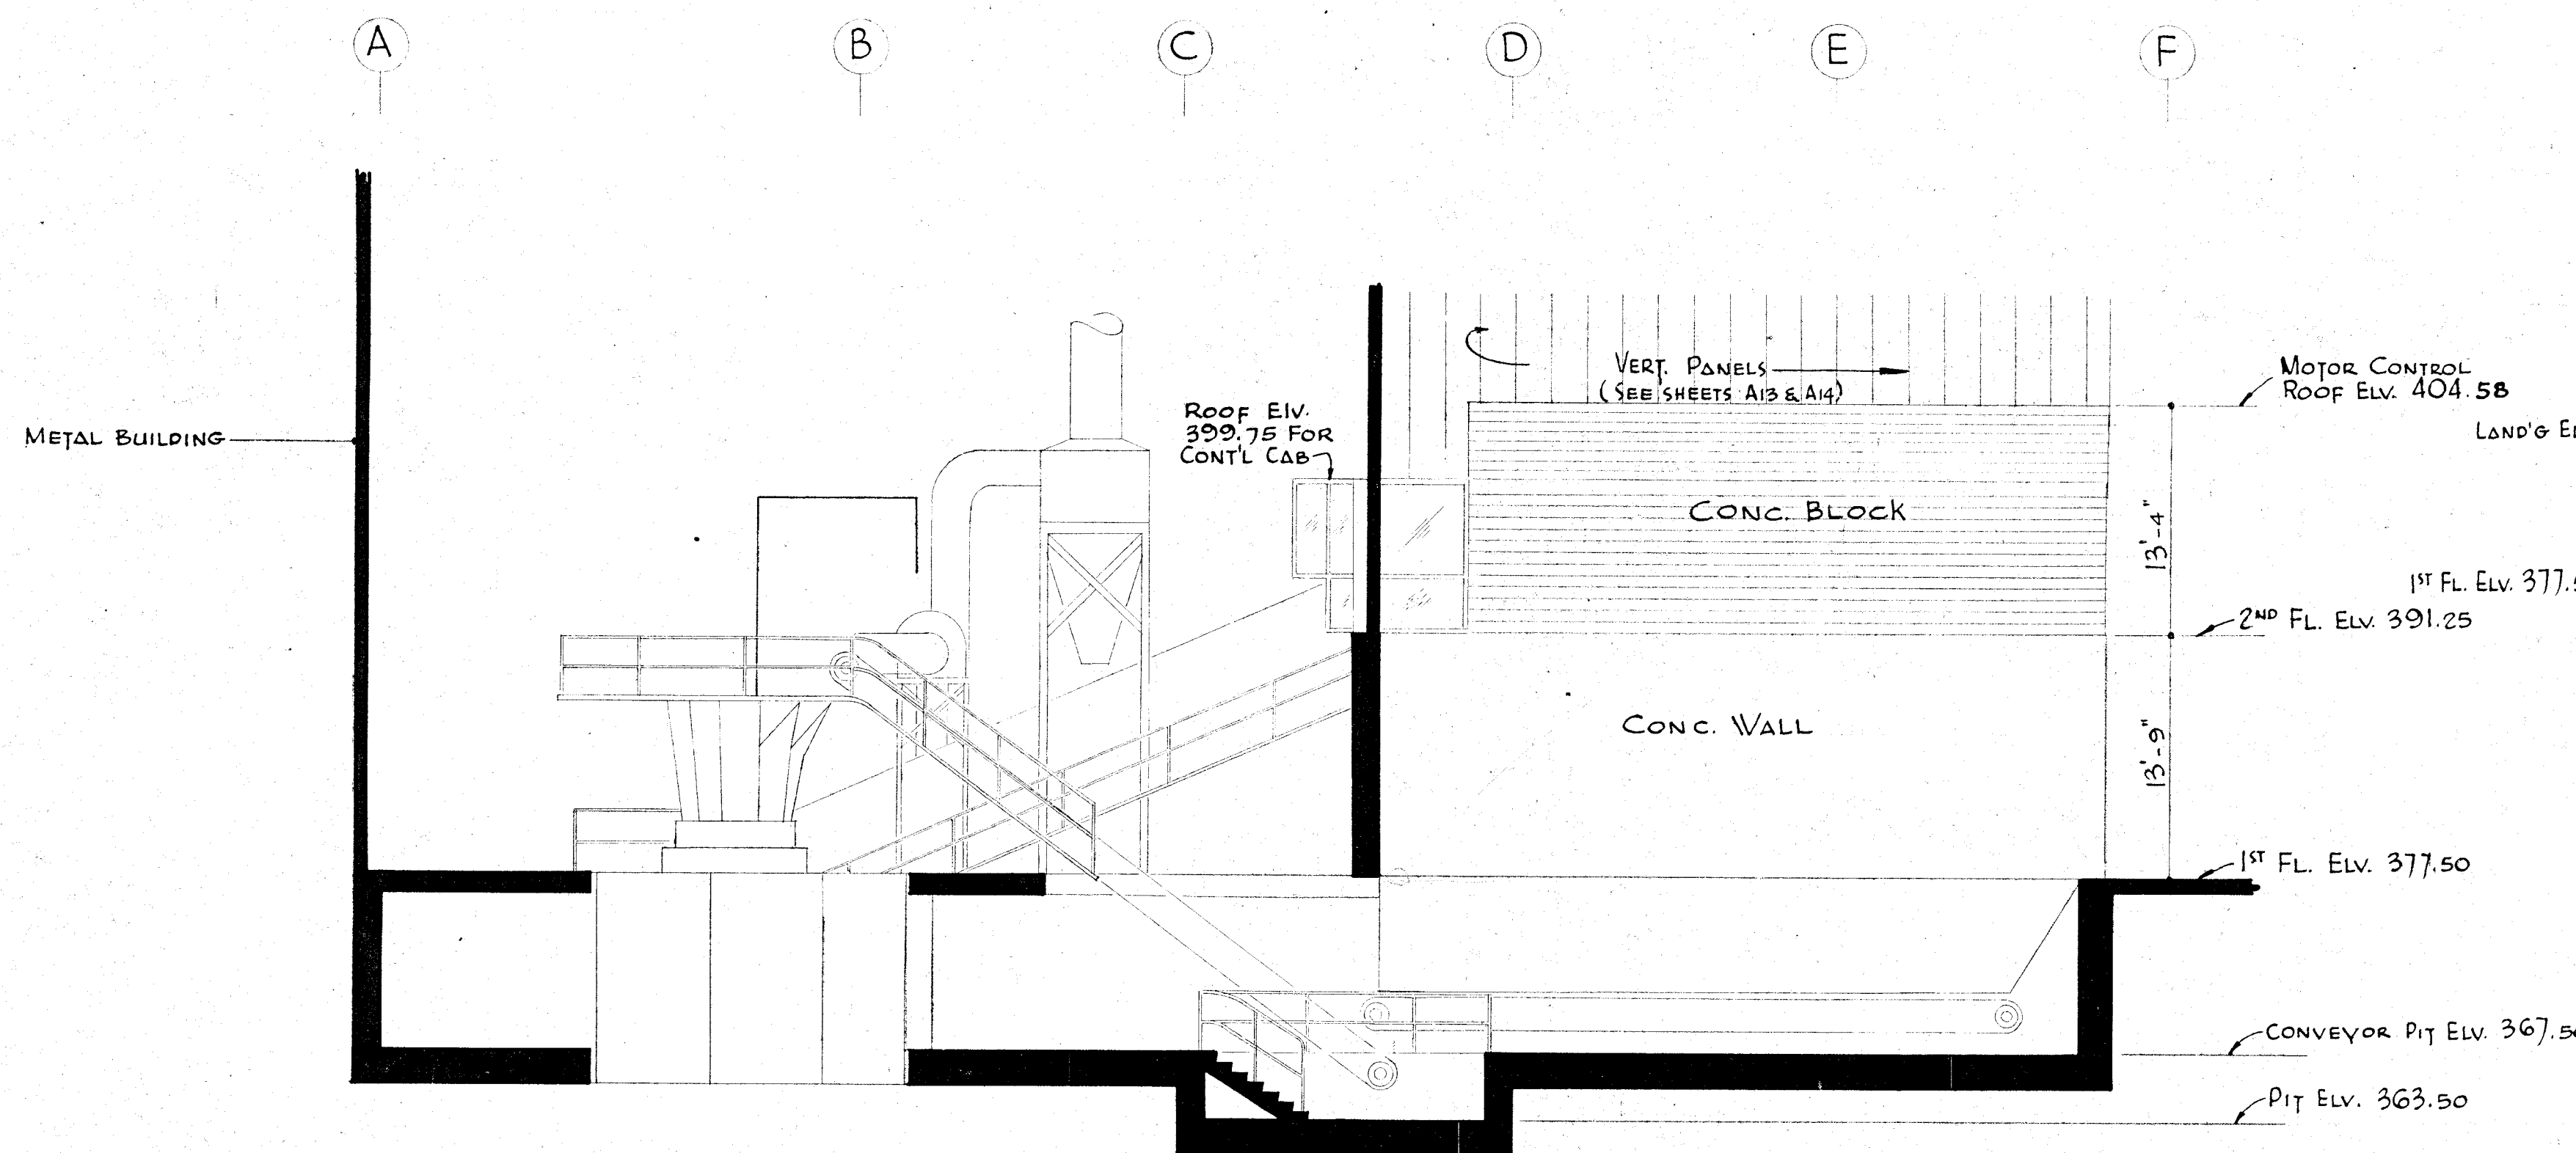 A
B
C
D
E
F
METAL BUILDING
ROOF ELV.
399.75 FOR
CONT'L CAB
VERT. PANELS
(SEE SHEETS A13 & A14)
MOTOR CONTROL
ROOF ELV. 404.58
LAND'G
CONC. BLOCK
13'-4"
1ST FL. ELV. 377.
2ND FL. ELV. 391.25
CONC. WALL
13'-9"
1ST FL. ELV. 377.50
CONVEYOR PIT ELV. 367.5
PIT ELV. 363.50